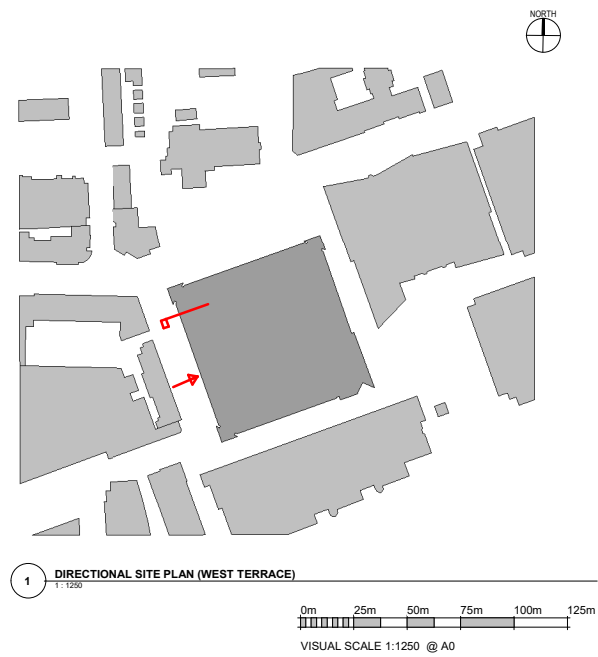 NORTH
1
DIRECTIONAL SITE PLAN (WEST TERRACE)
1 : 1250
0m 25m 50m 75m 100m 125m
VISUAL SCALE 1:1250 @ A0